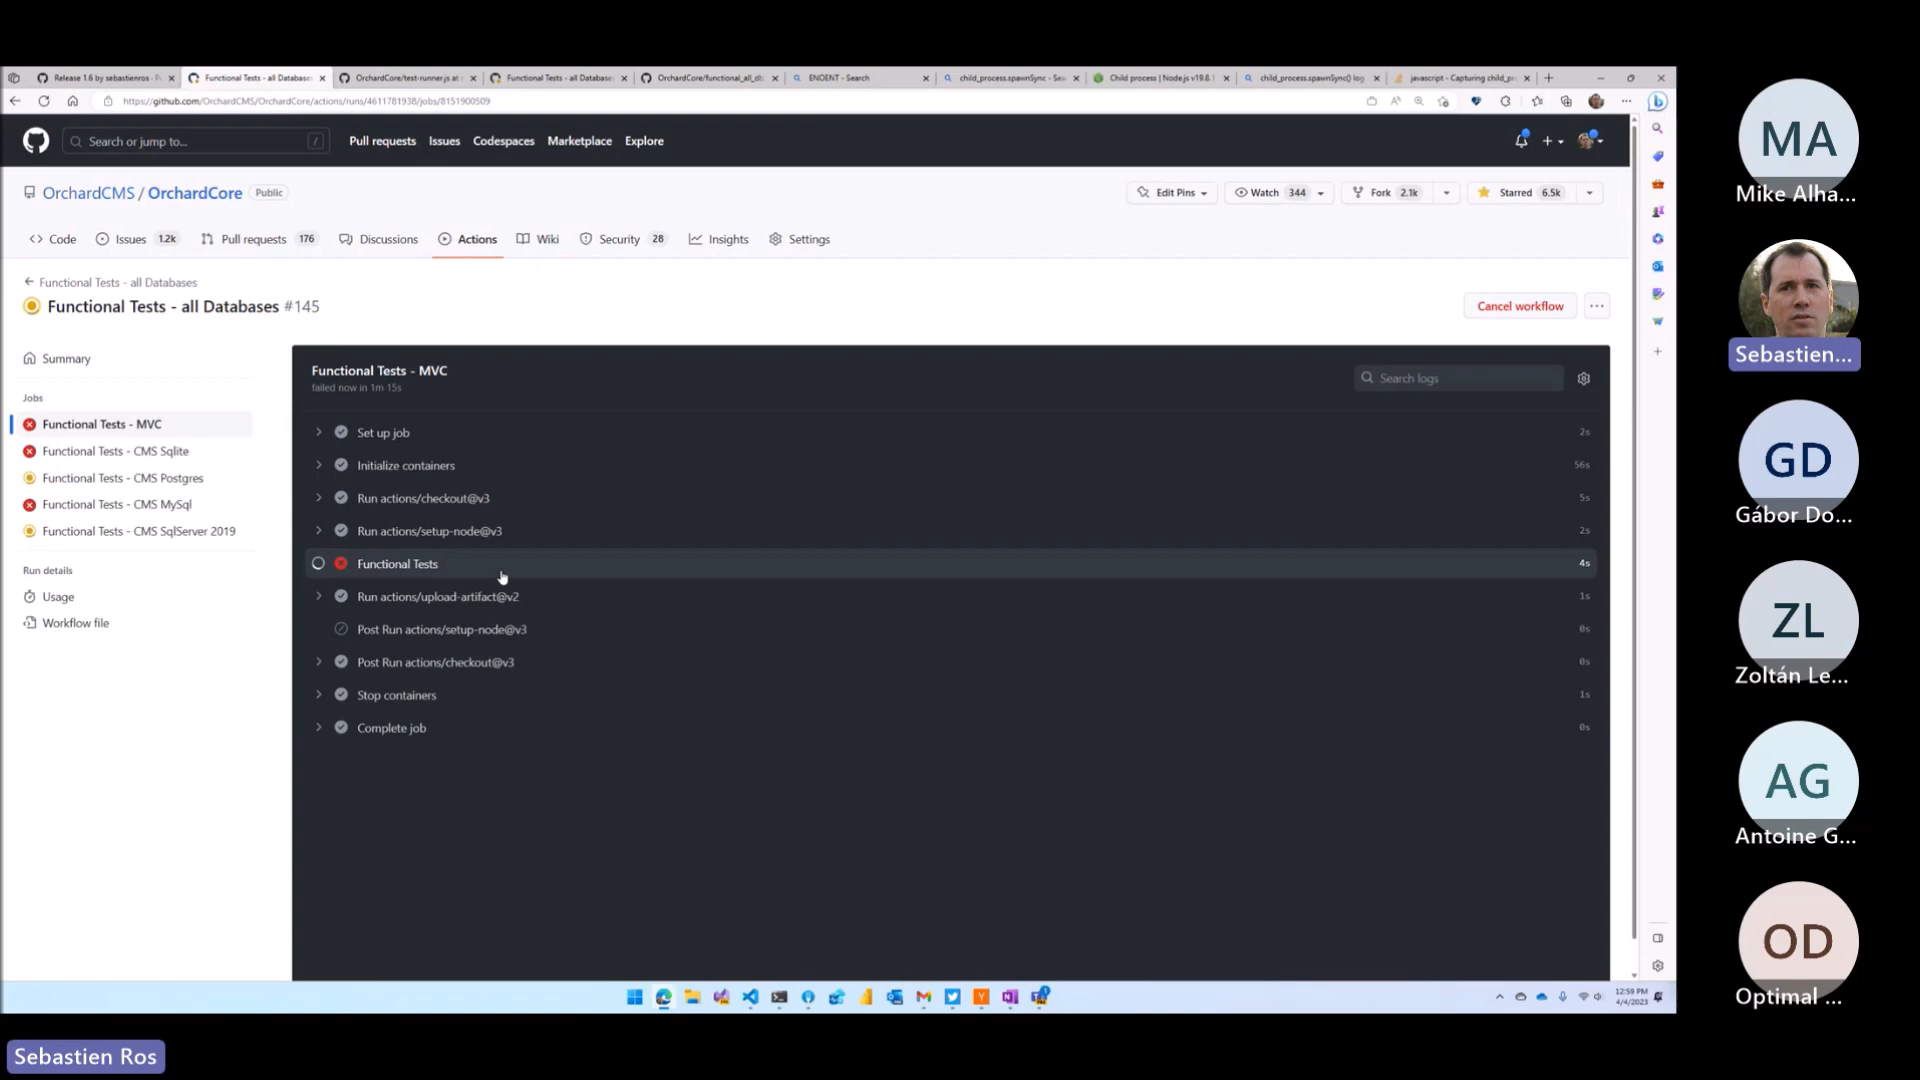 Release 1.6 by sebastienros · P
Functional Tests - all Databases
OrchardCore/test-runner.js at
Functional Tests - all Database
OrchardCore/functional_all_db
ENOENT - Search
child_process.spawnSync - Sea
Child process | Node.js v19.8.1
child_process.spawnSync() log
javascript - Capturing child_pr
https://github.com/OrchardCMS/OrchardCore/actions/runs/4611781938/jobs/8151900509
Search or jump to...
/
Pull requests
Issues
Codespaces
Marketplace
Explore
OrchardCMS / OrchardCore
Public
Edit Pins
Watch 344
Fork 2.1k
Starred 6.5k
Code
Issues 1.2k
Pull requests 176
Discussions
Actions
Wiki
Security 28
Insights
Settings
Functional Tests - all Databases
Functional Tests - all Databases #145
Cancel workflow
Summary
Jobs
Functional Tests - MVC
Functional Tests - CMS Sqlite
Functional Tests - CMS Postgres
Functional Tests - CMS MySql
Functional Tests - CMS SqlServer 2019
Run details
Usage
Workflow file
Functional Tests - MVC
failed now in 1m 15s
Search logs
Set up job 2s
Initialize containers 56s
Run actions/checkout@v3 5s
Run actions/setup-node@v3 2s
Functional Tests 4s
Run actions/upload-artifact@v2 1s
Post Run actions/setup-node@v3 0s
Post Run actions/checkout@v3 0s
Stop containers 1s
Complete job 0s
12:59 PM
4/4/2023
MA
Mike Alha...
Sebastien...
GD
Gábor Do...
ZL
Zoltán Le...
AG
Antoine G...
OD
Optimal ...
Sebastien Ros